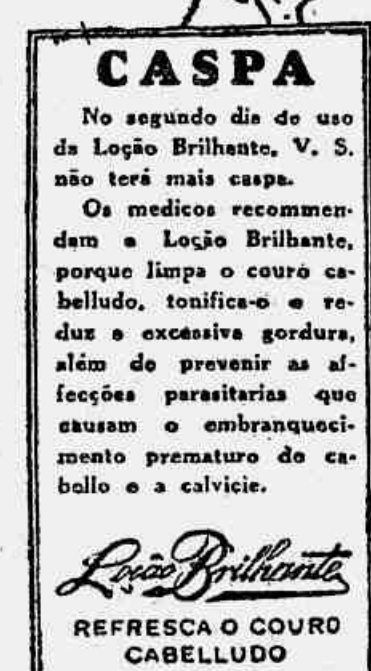 CASPA
No segundo dia de uso
da Loção Brilhante, V. S.
não terá mais caspa.
Os medicos recommen-
dam a Loção Brilhante,
porque limpa o couro ca-
belludo, tonifica-o e re-
duz a excessiva gordura,
além de prevenir as af-
fecções parasitarias que
causam o embranqueci-
mento prematuro do ca-
bello e a calvicie.
Loção Brilhante
REFRESCA O COURO
CABELLUDO